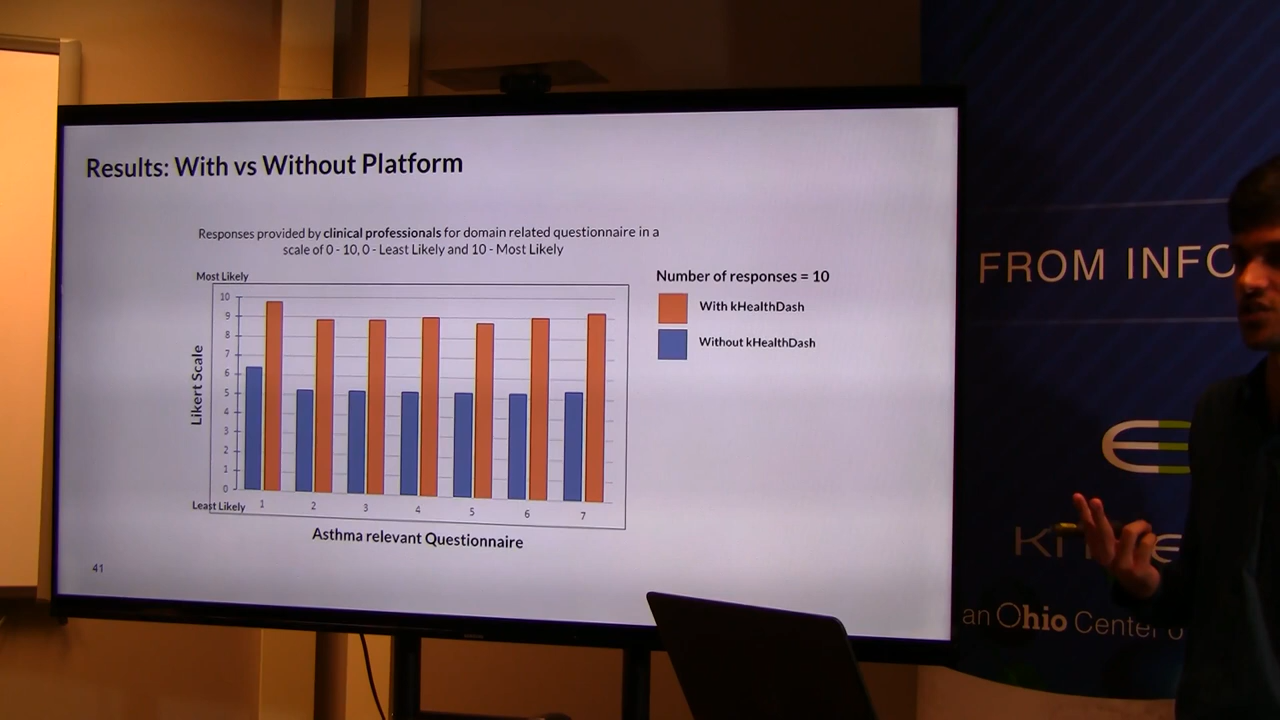 Results: With vs Without Platform
Responses provided by clinical professionals for domain related questionnaire in a
scale of 0 - 10, 0 - Least Likely and 10 - Most Likely
Most Likely
Number of responses = 10
With kHealthDash
Without kHealthDash
Likert Scale
10
9
8
7
6
5
4
3
2
1
0
Least Likely
1
2
3
4
5
6
7
Asthma relevant Questionnaire
41
FROM INFO
an Ohio Center